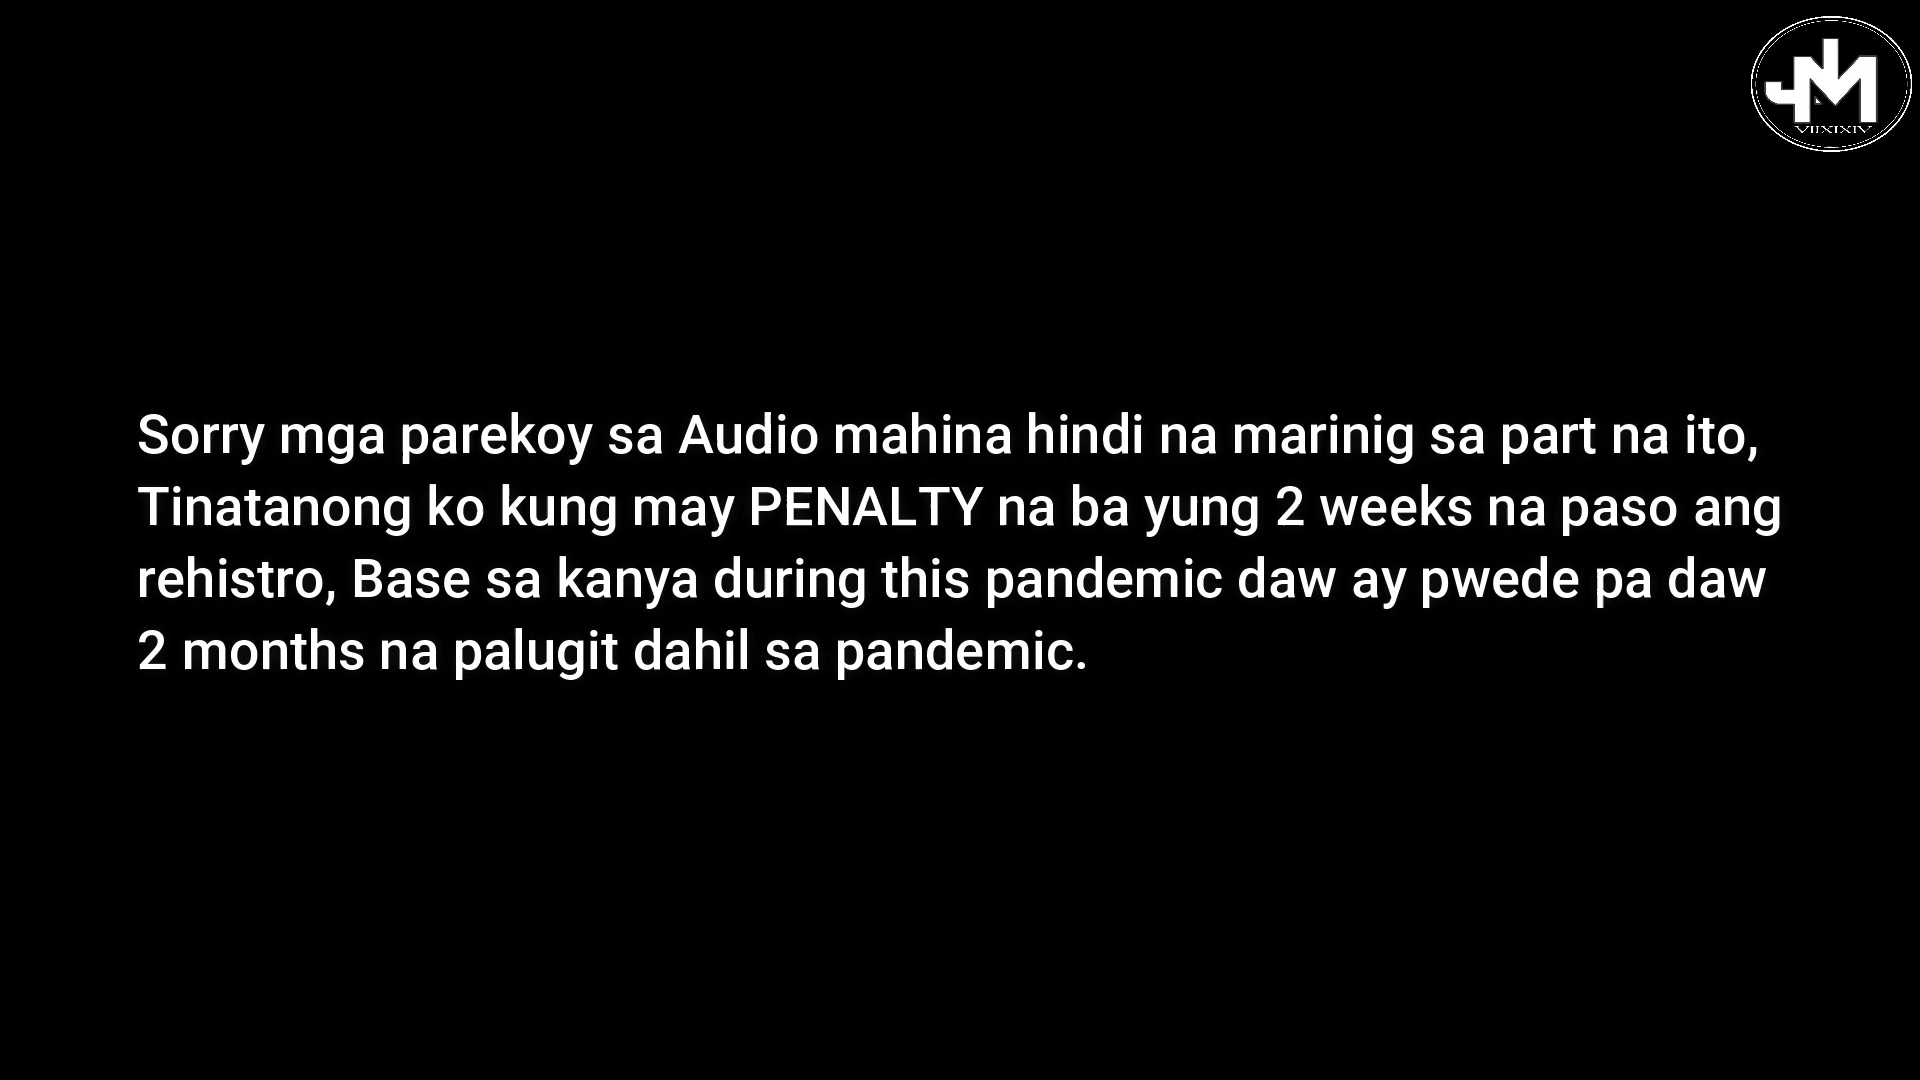 JM
VIIXIXIV
Sorry mga parekoy sa Audio mahina hindi na marinig sa part na ito,
Tinatanong ko kung may PENALTY na ba yung 2 weeks na paso ang
rehistro, Base sa kanya during this pandemic daw ay pwede pa daw
2 months na palugit dahil sa pandemic.